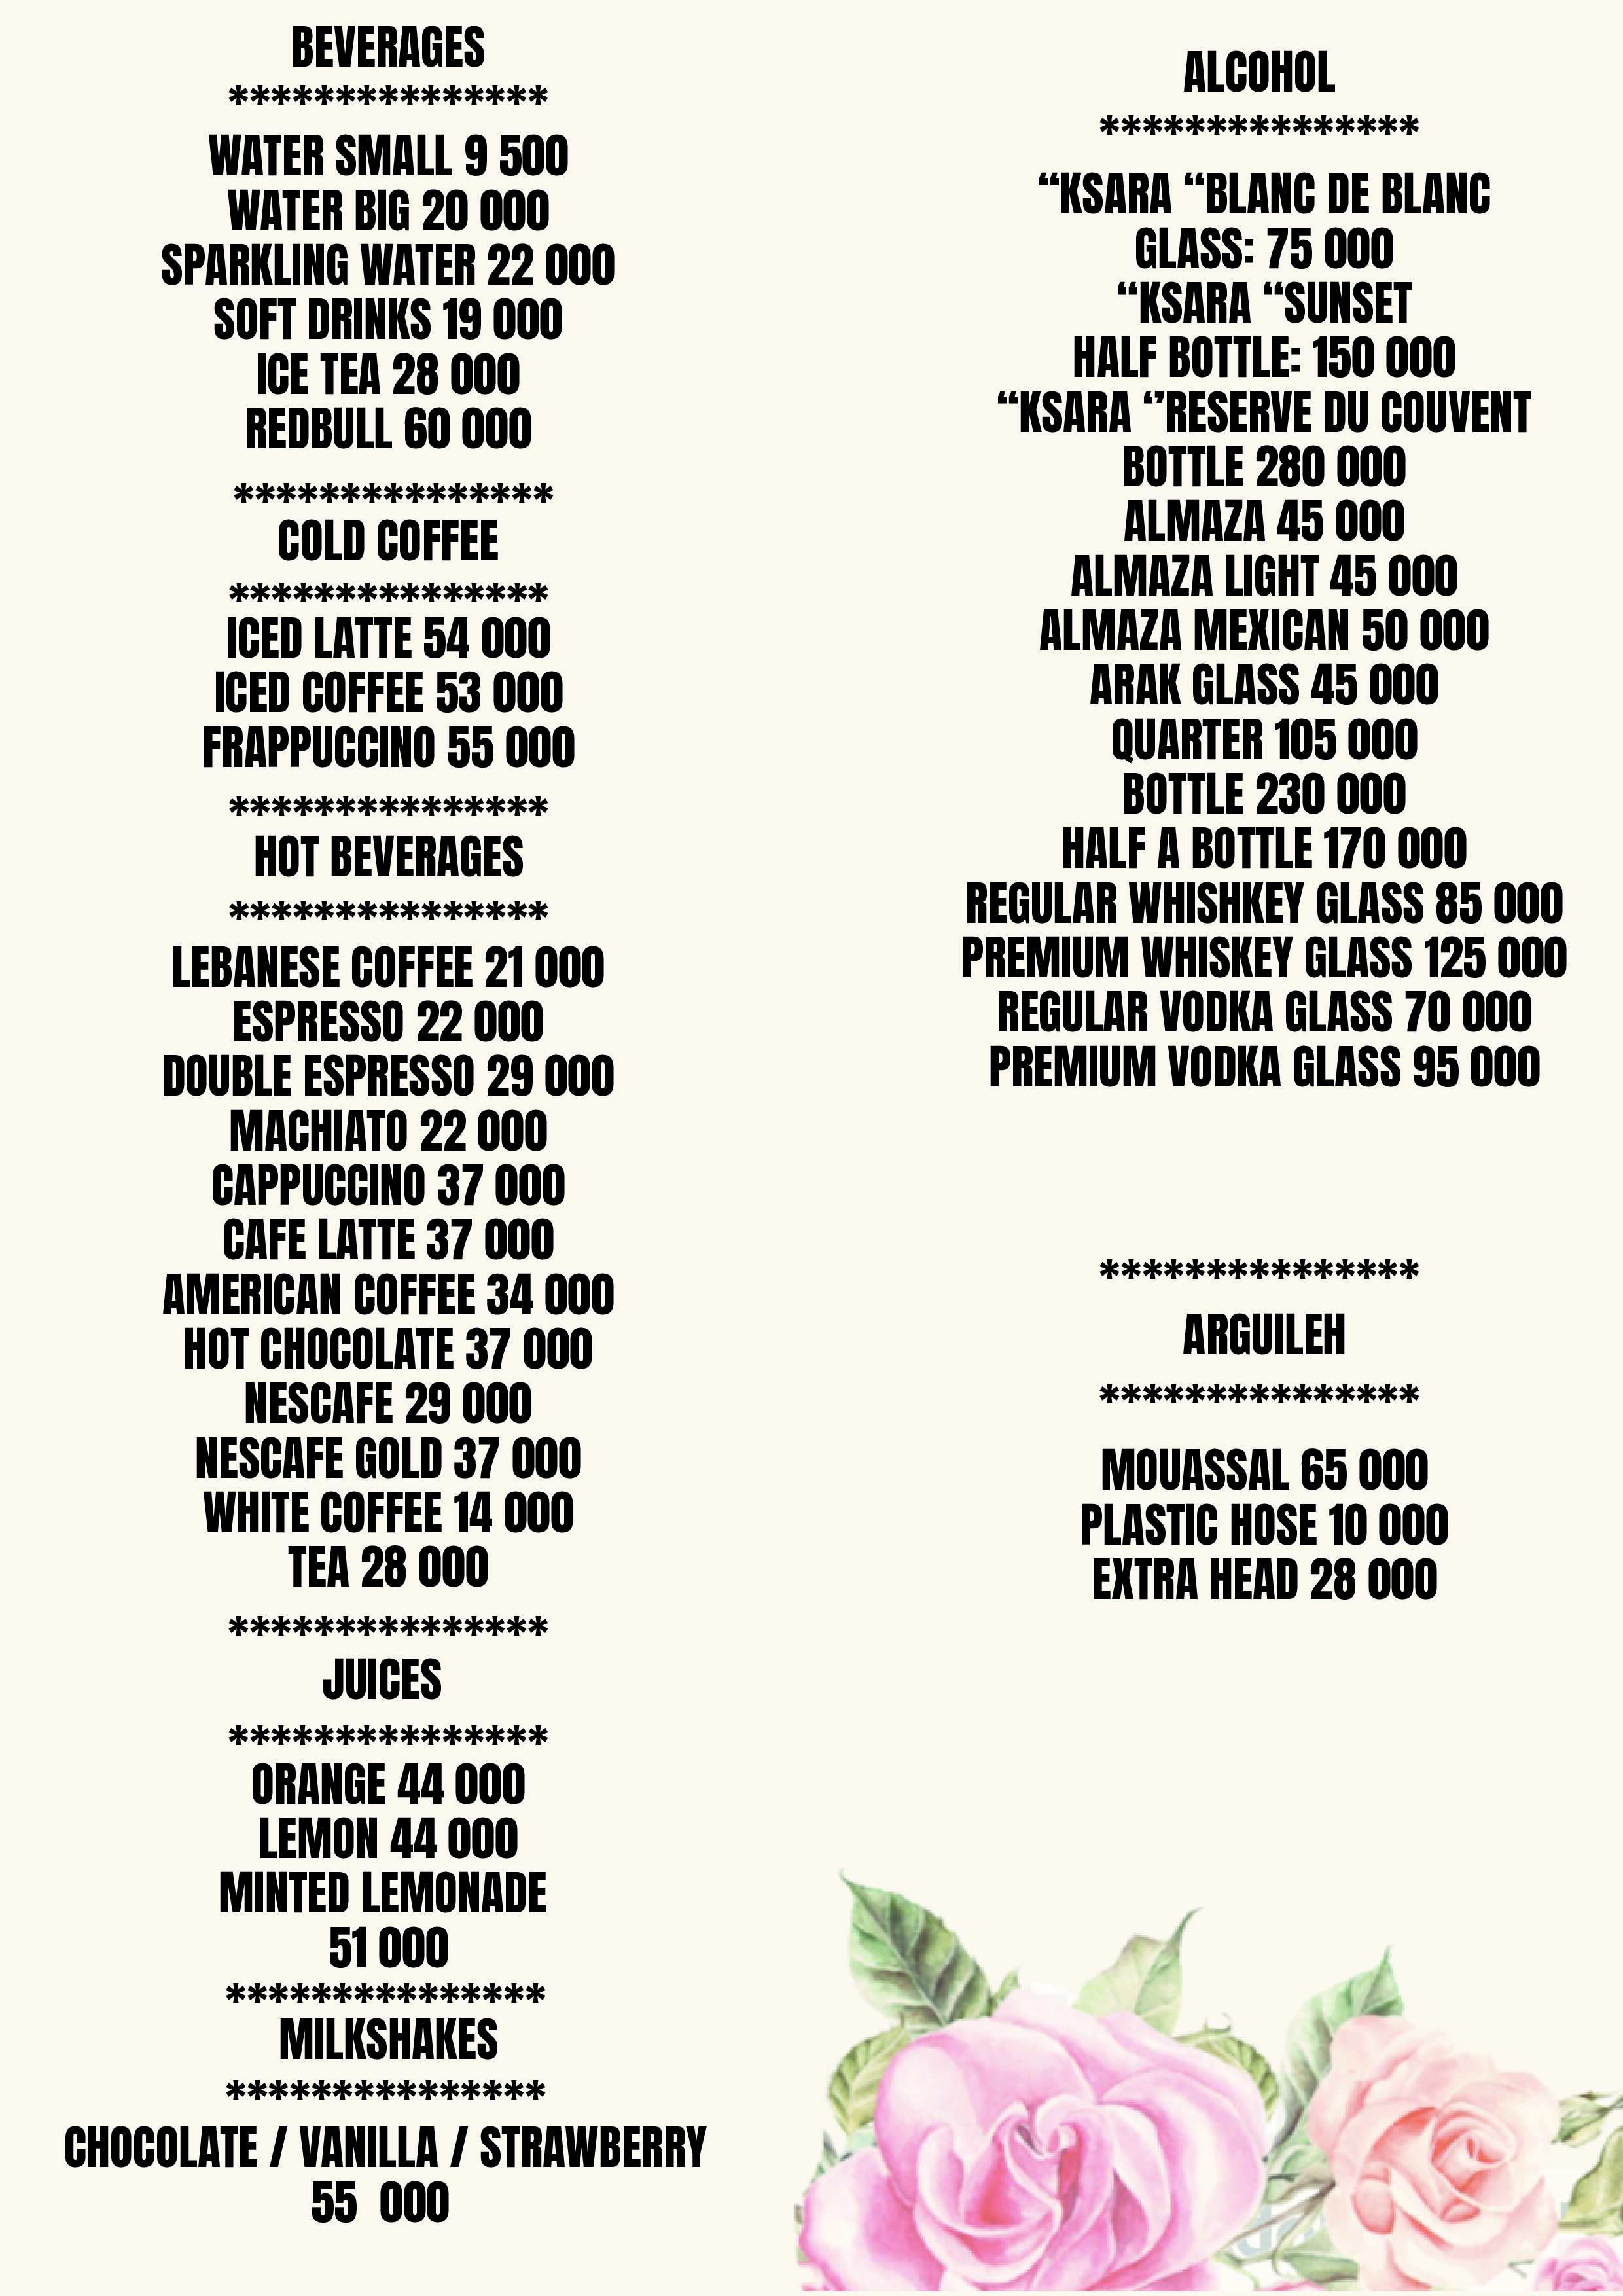 BEVERAGES
***************
WATER SMALL 9 500
WATER BIG 20 000
SPARKLING WATER 22 000
SOFT DRINKS 19 000
ICE TEA 28 000
REDBULL 60 000
***************
COLD COFFEE
***************
ICED LATTE 54 000
ICED COFFEE 53 000
FRAPPUCCINO 55 000
***************
HOT BEVERAGES
***************
LEBANESE COFFEE 21 000
ESPRESSO 22 000
DOUBLE ESPRESSO 29 000
MACHIATO 22 000
CAPPUCCINO 37 000
CAFE LATTE 37 000
AMERICAN COFFEE 34 000
HOT CHOCOLATE 37 000
NESCAFE 29 000
NESCAFE GOLD 37 000
WHITE COFFEE 14 000
TEA 28 000
***************
JUICES
***************
ORANGE 44 000
LEMON 44 000
MINTED LEMONADE
51 000
***************
MILKSHAKES
***************
CHOCOLATE / VANILLA / STRAWBERRY
55 000
ALCOHOL
***************
“KSARA “BLANC DE BLANC
GLASS: 75 000
“KSARA “SUNSET
HALF BOTTLE: 150 000
“KSARA ‘’RESERVE DU COUVENT
BOTTLE 280 000
ALMAZA 45 000
ALMAZA LIGHT 45 000
ALMAZA MEXICAN 50 000
ARAK GLASS 45 000
QUARTER 105 000
BOTTLE 230 000
HALF A BOTTLE 170 000
REGULAR WHISHKEY GLASS 85 000
PREMIUM WHISKEY GLASS 125 000
REGULAR VODKA GLASS 70 000
PREMIUM VODKA GLASS 95 000
***************
ARGUILEH
***************
MOUASSAL 65 000
PLASTIC HOSE 10 000
EXTRA HEAD 28 000